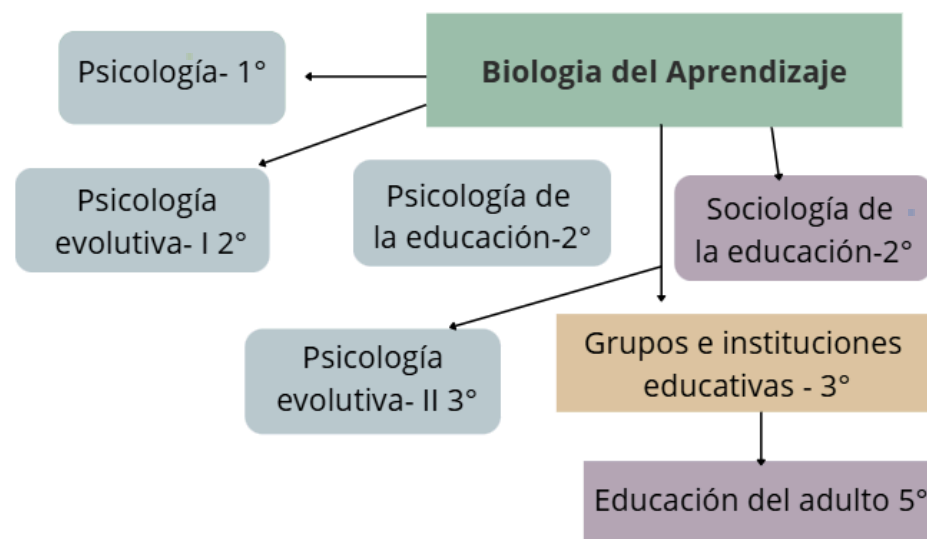 Psicología- 1°
Biologia del Aprendizaje
Psicología
evolutiva- I 2°
Psicología de
la educación-2°
Sociología de
la educación-2°
Psicología
evolutiva- II 3°
Grupos e instituciones
educativas - 3°
Educación del adulto 5°